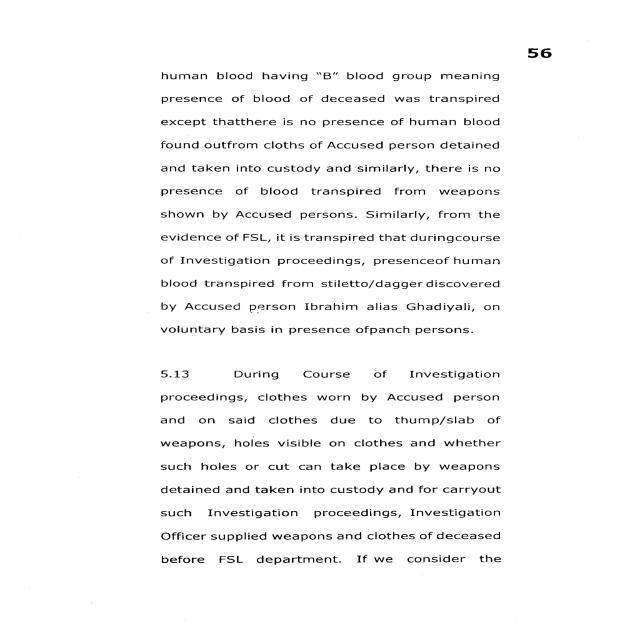 56
human blood having “B” blood group meaning
presence of blood of deceased was transpired
except thatthere is no presence of human blood
found outfrom cloths of Accused person detained
and taken into custody and similarly, there is no
presence of blood transpired from weapons
shown by Accused persons. Similarly, from the
evidence of FSL, it is transpired that duringcourse
of Investigation proceedings, presenceof human
blood transpired from stiletto/dagger discovered
by Accused person Ibrahim alias Ghadiyali, on
voluntary basis in presence ofpanch persons.
5.13 During Course of Investigation
proceedings, clothes worn by Accused person
and on said clothes due to thump/slab of
weapons, holes visible on clothes and whether
such holes or cut can take place by weapons
detained and taken into custody and for carryout
such Investigation proceedings, Investigation
Officer supplied weapons and clothes of deceased
before FSL department. If we consider the